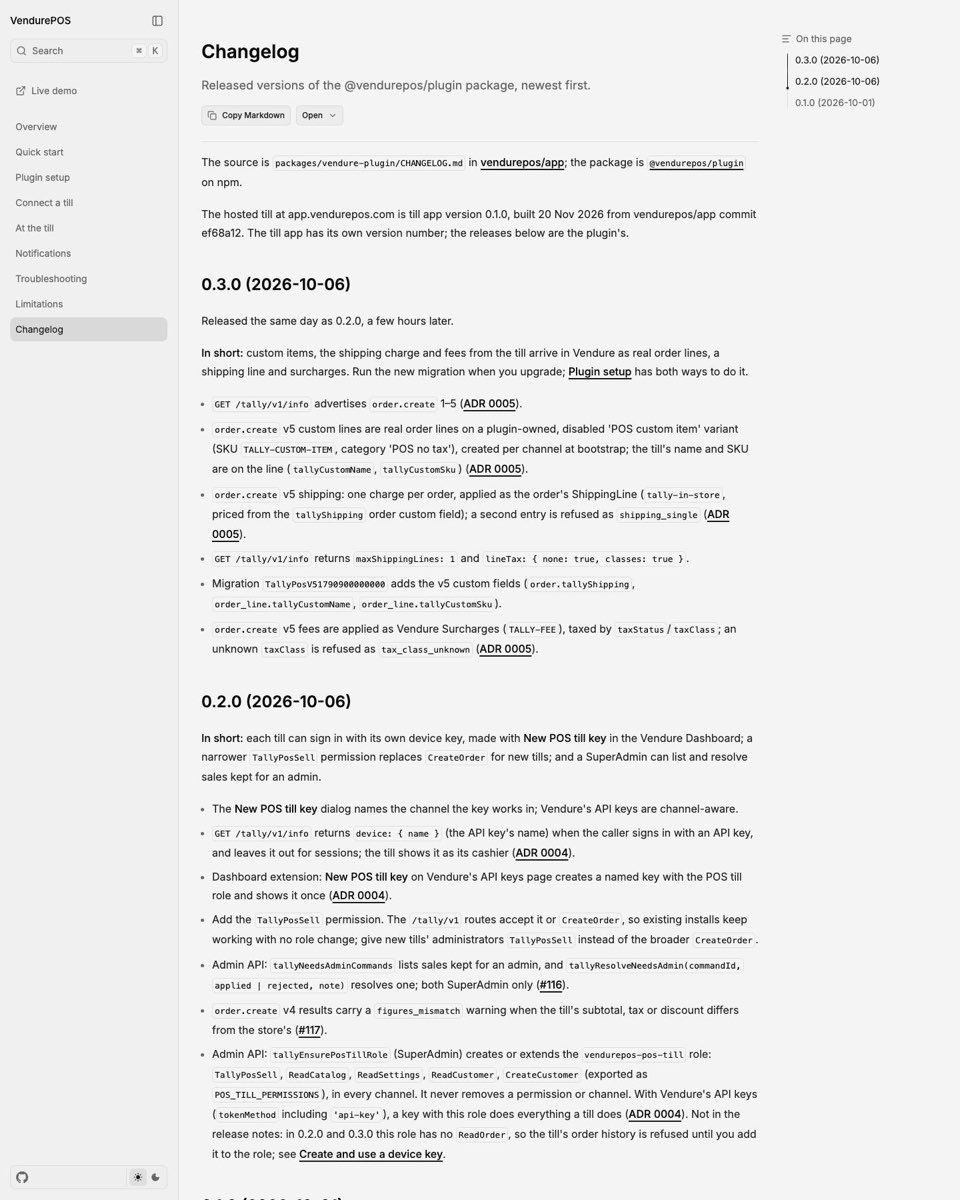 VendurePOS
Search
⌘ K
Live demo
Overview
Quick start
Plugin setup
Connect a till
At the till
Notifications
Troubleshooting
Limitations
Changelog
Changelog
Released versions of the @vendurepos/plugin package, newest first.
Copy Markdown
Open
The source is packages/vendure-plugin/CHANGELOG.md in vendurepos/app; the package is @vendurepos/plugin
on npm.
The hosted till at app.vendurepos.com is till app version 0.1.0, built 20 Nov 2026 from vendurepos/app commit
ef68a12. The till app has its own version number; the releases below are the plugin's.
0.3.0 (2026-10-06)
Released the same day as 0.2.0, a few hours later.
In short: custom items, the shipping charge and fees from the till arrive in Vendure as real order lines, a
shipping line and surcharges. Run the new migration when you upgrade; Plugin setup has both ways to do it.
GET /tally/v1/info advertises order.create 1–5 (ADR 0005).
order.create v5 custom lines are real order lines on a plugin-owned, disabled 'POS custom item' variant
(SKU TALLY-CUSTOM-ITEM, category 'POS no tax'), created per channel at bootstrap; the till's name and SKU
are on the line (tallyCustomName, tallyCustomSku) (ADR 0005).
order.create v5 shipping: one charge per order, applied as the order's ShippingLine (tally-in-store,
priced from the tallyShipping order custom field); a second entry is refused as shipping_single (ADR
0005).
GET /tally/v1/info returns maxShippingLines: 1 and lineTax: { none: true, classes: true }.
Migration TallyPosV51790900000000 adds the v5 custom fields (order.tallyShipping,
order_line.tallyCustomName, order_line.tallyCustomSku).
order.create v5 fees are applied as Vendure Surcharges (TALLY-FEE), taxed by taxStatus/taxClass; an
unknown taxClass is refused as tax_class_unknown (ADR 0005).
0.2.0 (2026-10-06)
In short: each till can sign in with its own device key, made with New POS till key in the Vendure Dashboard; a
narrower TallyPosSell permission replaces CreateOrder for new tills; and a SuperAdmin can list and resolve
sales kept for an admin.
The New POS till key dialog names the channel the key works in; Vendure's API keys are channel-aware.
GET /tally/v1/info returns device: { name } (the API key's name) when the caller signs in with an API key,
and leaves it out for sessions; the till shows it as its cashier (ADR 0004).
Dashboard extension: New POS till key on Vendure's API keys page creates a named key with the POS till
role and shows it once (ADR 0004).
Add the TallyPosSell permission. The /tally/v1 routes accept it or CreateOrder, so existing installs keep
working with no role change; give new tills' administrators TallyPosSell instead of the broader CreateOrder.
Admin API: tallyNeedsAdminCommands lists sales kept for an admin, and tallyResolveNeedsAdmin(commandId,
applied | rejected, note) resolves one; both SuperAdmin only (#116).
order.create v4 results carry a figures_mismatch warning when the till's subtotal, tax or discount differs
from the store's (#117).
Admin API: tallyEnsurePosTillRole (SuperAdmin) creates or extends the vendurepos-pos-till role:
TallyPosSell, ReadCatalog, ReadSettings, ReadCustomer, CreateCustomer (exported as
POS_TILL_PERMISSIONS), in every channel. It never removes a permission or channel. With Vendure's API keys
(tokenMethod including 'api-key'), a key with this role does everything a till does (ADR 0004). Not in the
release notes: in 0.2.0 and 0.3.0 this role has no ReadOrder, so the till's order history is refused until you add
it to the role; see Create and use a device key.
On this page
0.3.0 (2026-10-06)
0.2.0 (2026-10-06)
0.1.0 (2026-10-01)